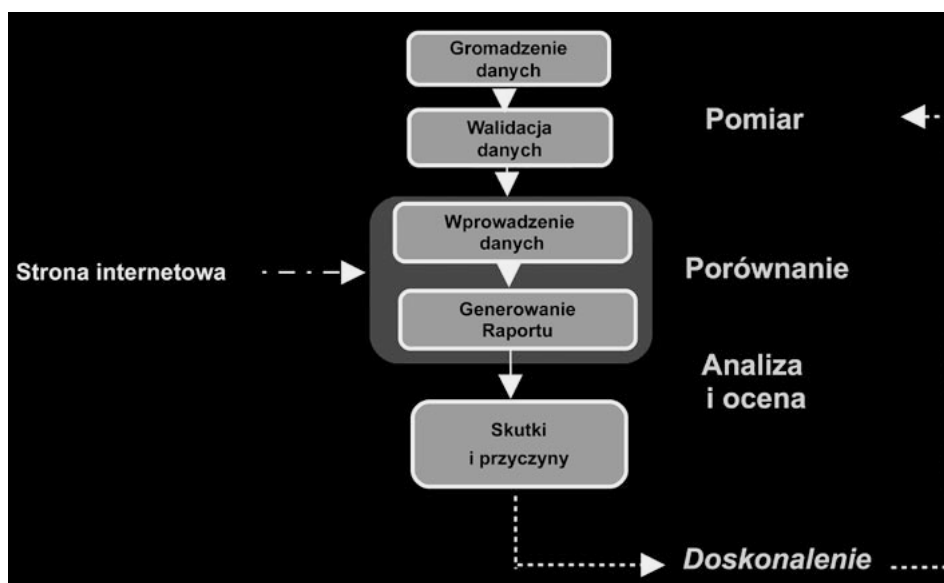 Gromadzenie
danych
Walidacja
danych
Pomiar
Wprowadzenie
danych
Strona internetowa
Porównanie
Generowanie
Raportu
Analiza
i ocena
Skutki
i przyczyny
Doskonalenie